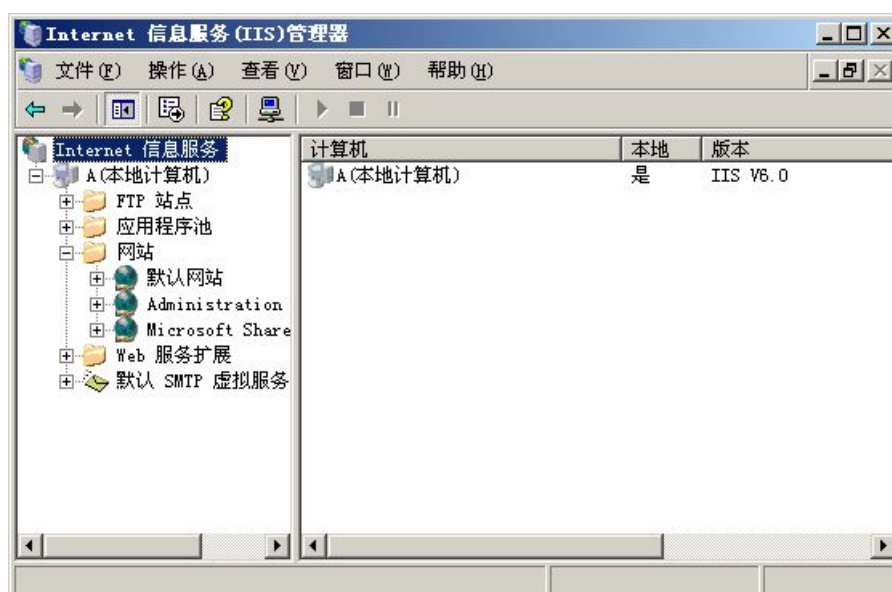 Internet 信息服务(IIS)管理器
文件(F) 操作(A) 查看(V) 窗口(W) 帮助(H)
Internet 信息服务
A(本地计算机)
FTP 站点
应用程序池
网站
默认网站
Administration
Microsoft Share
Web 服务扩展
默认 SMTP 虚拟服务
计算机 本地 版本
A(本地计算机) 是 IIS V6.0